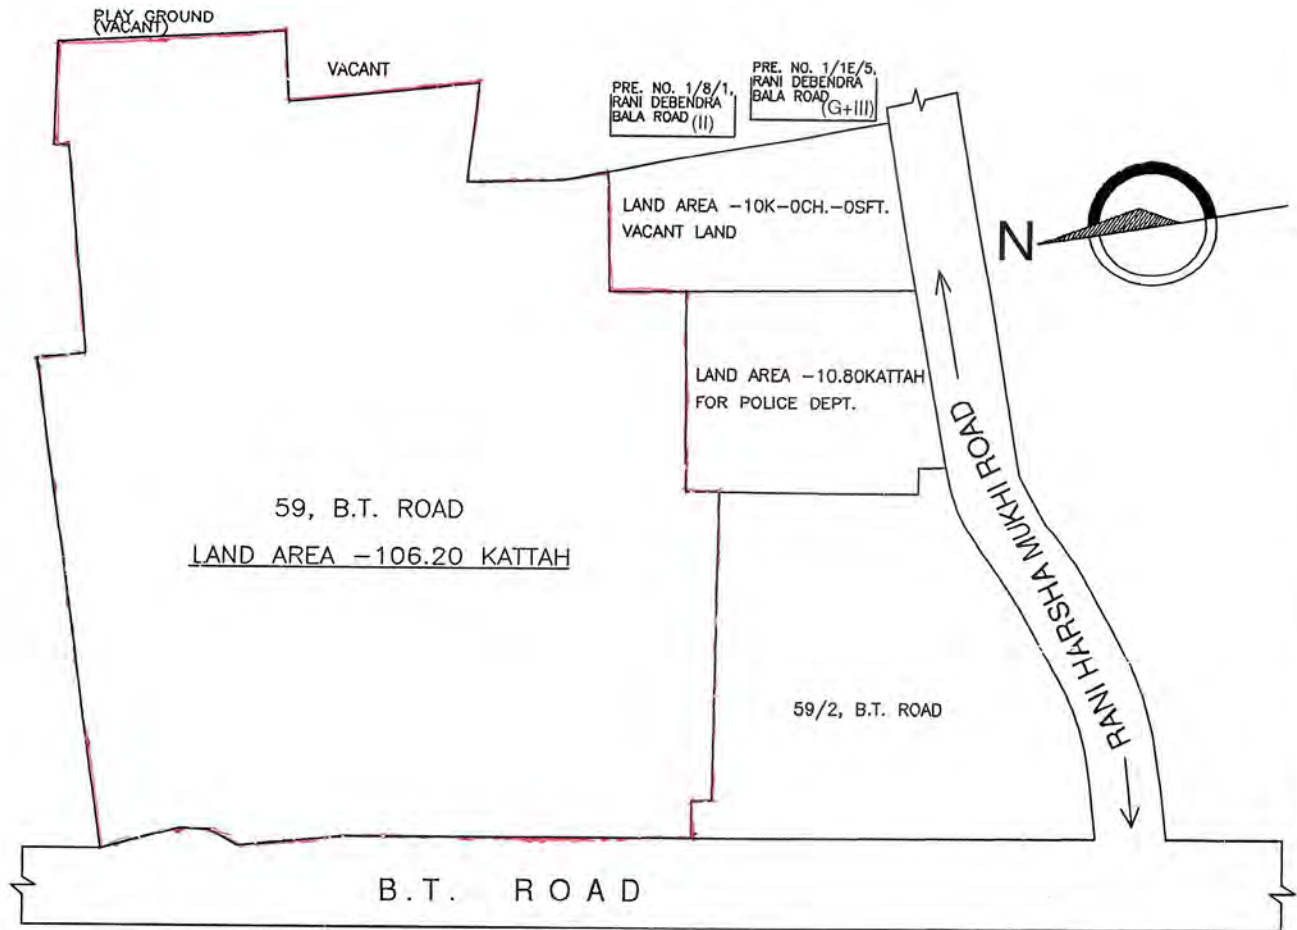 PLAY GROUND
(VACANT)
VACANT
PRE. NO. 1/8/1,
RANI DEBENDRA
BALA ROAD (II)
PRE. NO. 1/1E/5,
RANI DEBENDRA
BALA ROAD
(G+III)
LAND AREA -10K-0CH.-0SFT.
VACANT LAND
N
LAND AREA -10.80KATTAH
FOR POLICE DEPT.
59, B.T. ROAD
LAND AREA -106.20 KATTAH
RANI HARSHA MUKHI ROAD
59/2, B.T. ROAD
B.T. ROAD